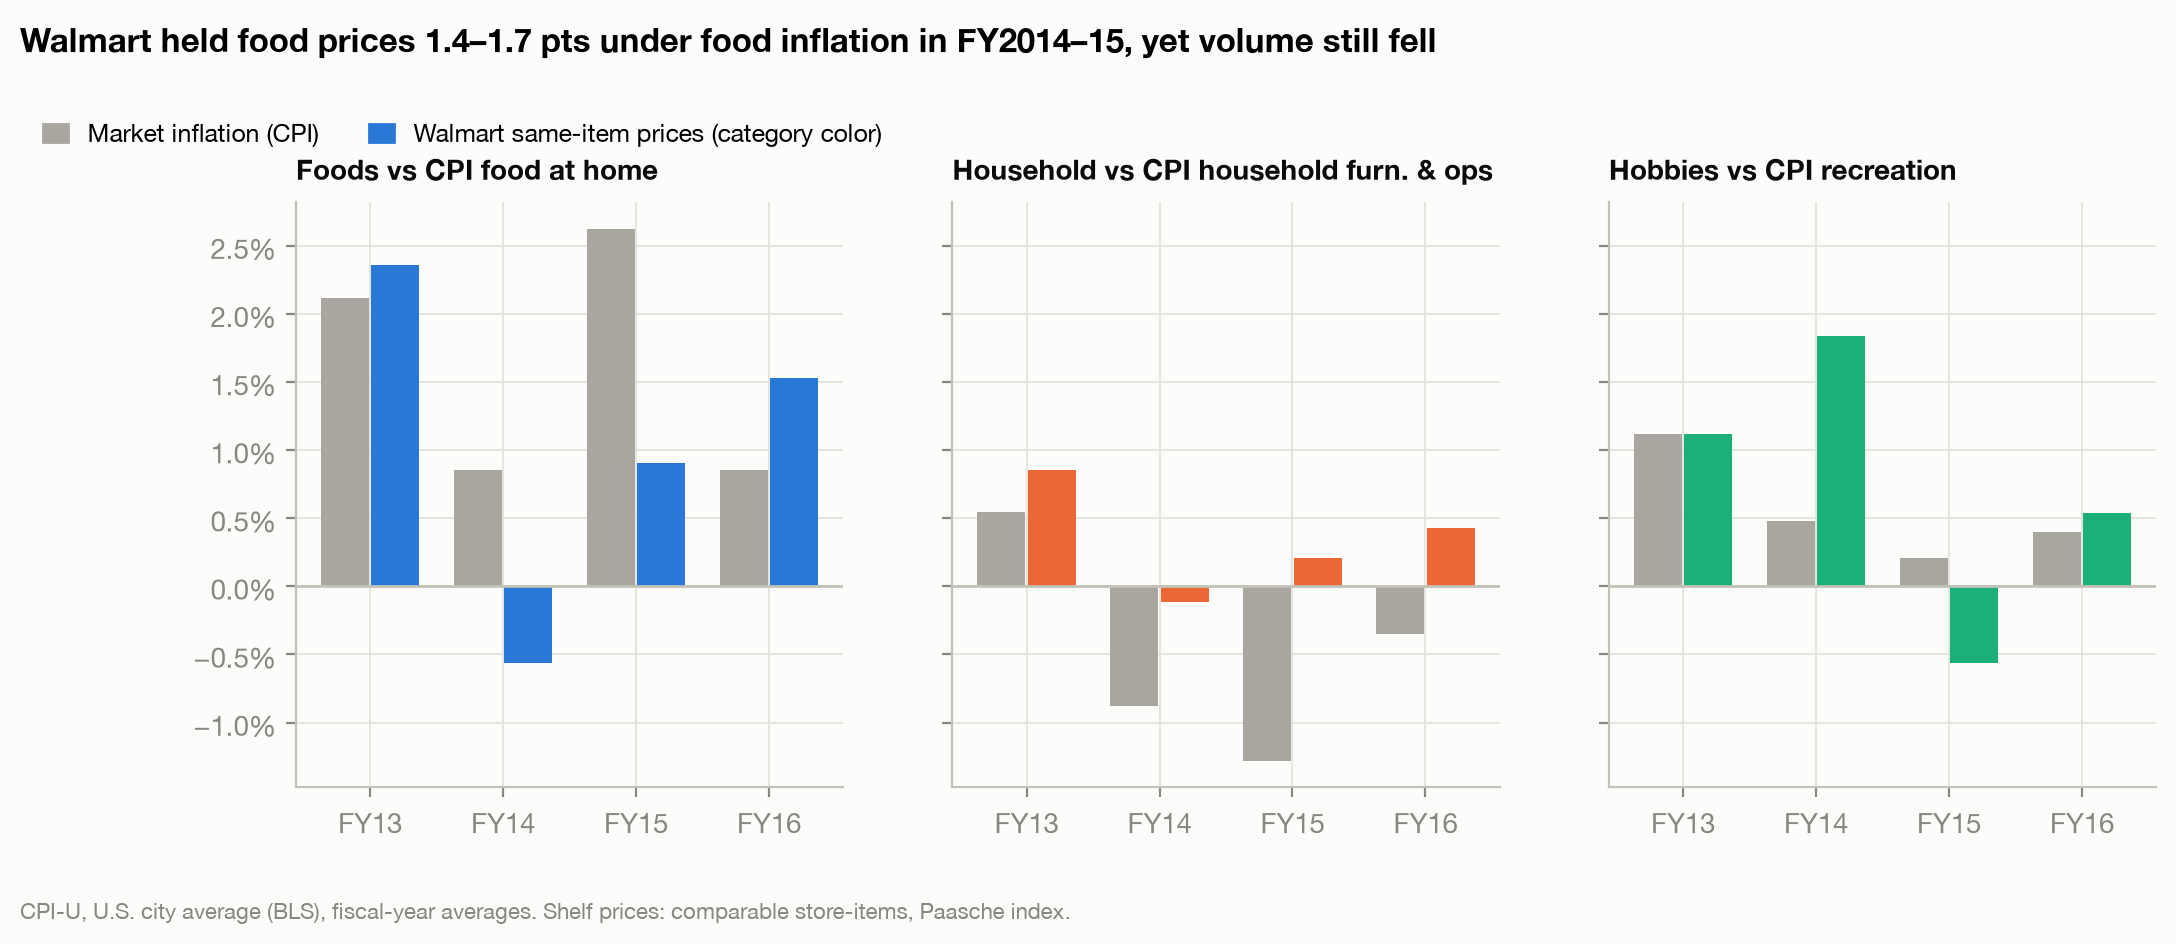 Walmart held food prices 1.4–1.7 pts under food inflation in FY2014–15, yet volume still fell
Market inflation (CPI)
Walmart same-item prices (category color)
Foods vs CPI food at home
2.5%
2.0%
1.5%
1.0%
0.5%
0.0%
−0.5%
−1.0%
FY13 FY14 FY15 FY16
Household vs CPI household furn. & ops
FY13 FY14 FY15 FY16
Hobbies vs CPI recreation
FY13 FY14 FY15 FY16
CPI-U, U.S. city average (BLS), fiscal-year averages. Shelf prices: comparable store-items, Paasche index.